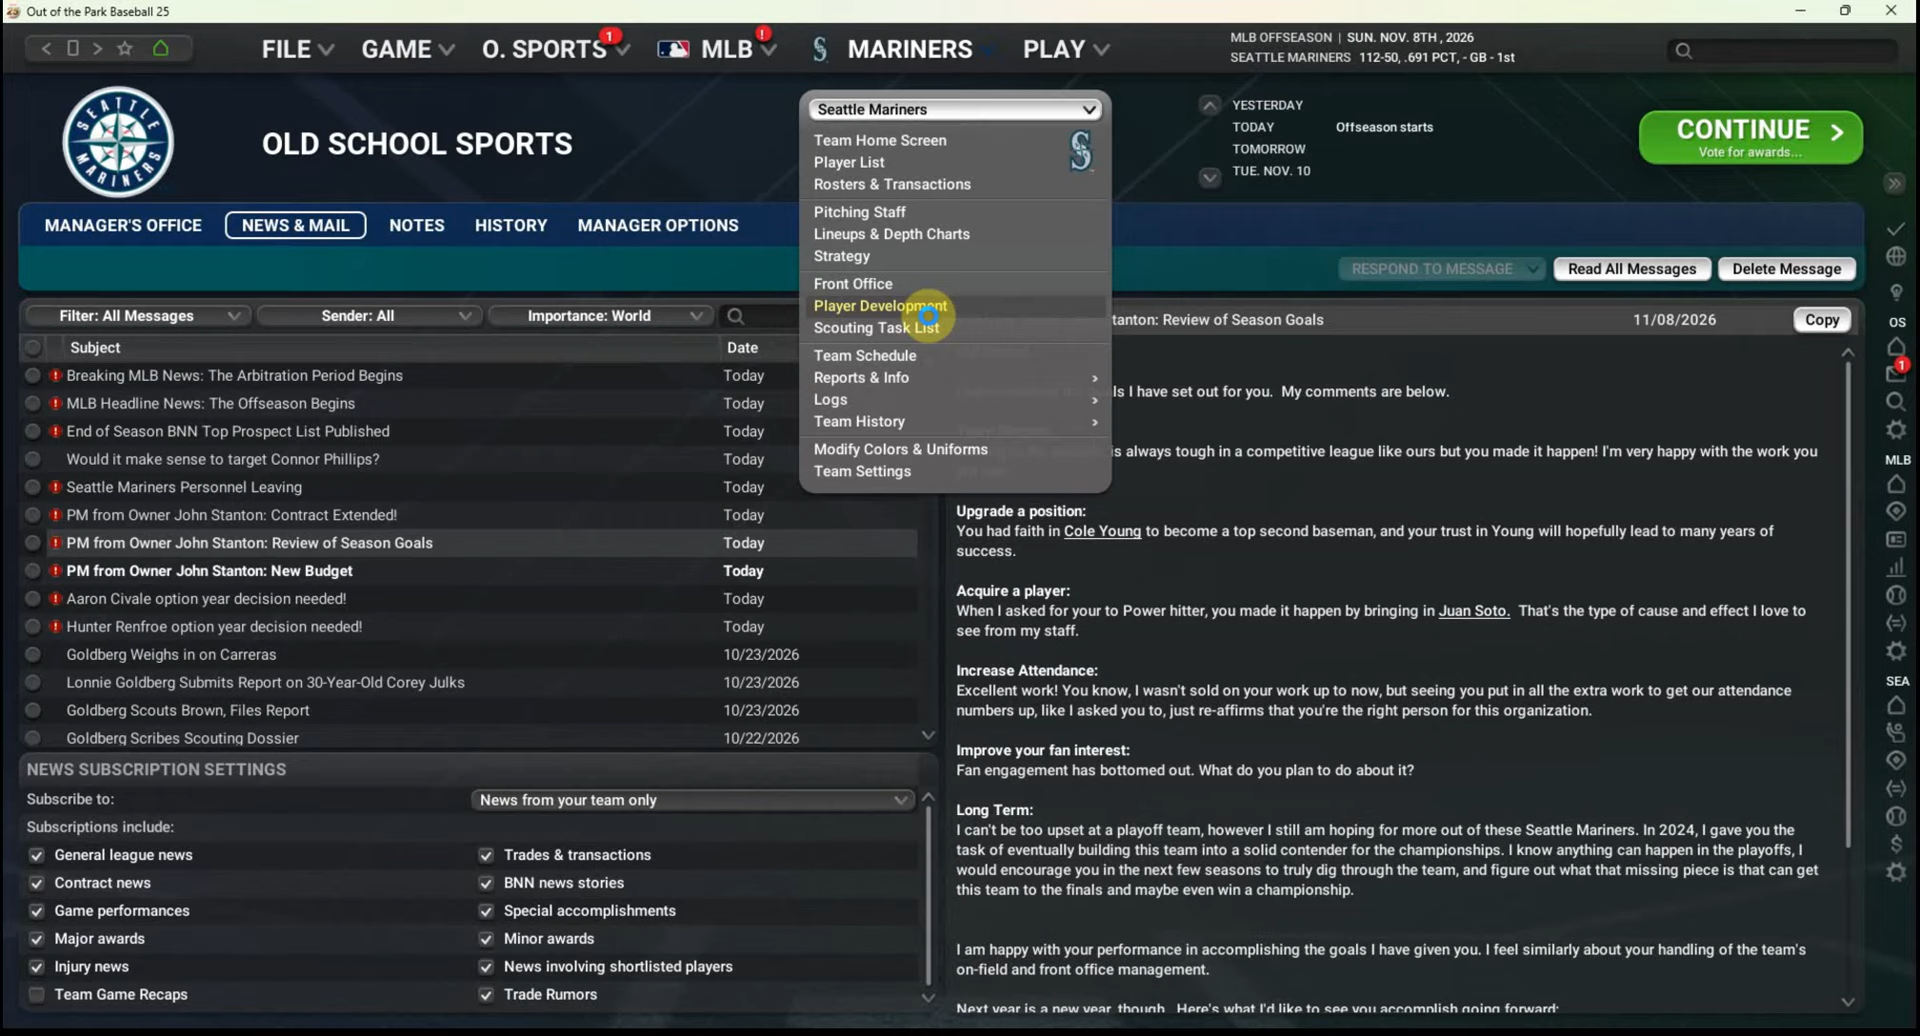 Out of the Park Baseball 25
FILE GAME O. SPORTS 1 MLB ! MARINERS PLAY
MLB OFFSEASON | SUN. NOV. 8TH , 2026
SEATTLE MARINERS 112-50, .691 PCT, - GB - 1st
OLD SCHOOL SPORTS
Seattle Mariners
Team Home Screen
Player List
Rosters & Transactions
Pitching Staff
Lineups & Depth Charts
Strategy
Front Office
Player Development
Scouting Task List
Team Schedule
Reports & Info
Logs
Team History
Modify Colors & Uniforms
Team Settings
YESTERDAY
TODAY Offseason starts
TOMORROW
TUE. NOV. 10
CONTINUE
Vote for awards...
MANAGER'S OFFICE NEWS & MAIL NOTES HISTORY MANAGER OPTIONS
RESPOND TO MESSAGE Read All Messages Delete Message
Filter: All Messages Sender: All Importance: World
Subject Date
Breaking MLB News: The Arbitration Period Begins Today
MLB Headline News: The Offseason Begins Today
End of Season BNN Top Prospect List Published Today
Would it make sense to target Connor Phillips? Today
Seattle Mariners Personnel Leaving Today
PM from Owner John Stanton: Contract Extended! Today
PM from Owner John Stanton: Review of Season Goals Today
PM from Owner John Stanton: New Budget Today
Aaron Civale option year decision needed! Today
Hunter Renfroe option year decision needed! Today
Goldberg Weighs in on Carreras 10/23/2026
Lonnie Goldberg Submits Report on 30-Year-Old Corey Julks 10/23/2026
Goldberg Scouts Brown, Files Report 10/23/2026
Goldberg Scribes Scouting Dossier 10/22/2026
NEWS SUBSCRIPTION SETTINGS
Subscribe to: News from your team only
Subscriptions include:
General league news Trades & transactions
Contract news BNN news stories
Game performances Special accomplishments
Major awards Minor awards
Injury news News involving shortlisted players
Team Game Recaps Trade Rumors
tanton: Review of Season Goals 11/08/2026 Copy
ls I have set out for you. My comments are below.
is always tough in a competitive league like ours but you made it happen! I'm very happy with the work you
Upgrade a position:
You had faith in Cole Young to become a top second baseman, and your trust in Young will hopefully lead to many years of
success.
Acquire a player:
When I asked for your to Power hitter, you made it happen by bringing in Juan Soto. That's the type of cause and effect I love to
see from my staff.
Increase Attendance:
Excellent work! You know, I wasn't sold on your work up to now, but seeing you put in all the extra work to get our attendance
numbers up, like I asked you to, just re-affirms that you're the right person for this organization.
Improve your fan interest:
Fan engagement has bottomed out. What do you plan to do about it?
Long Term:
I can't be too upset at a playoff team, however I still am hoping for more out of these Seattle Mariners. In 2024, I gave you the
task of eventually building this team into a solid contender for the championships. I know anything can happen in the playoffs, I
would encourage you in the next few seasons to truly dig through the team, and figure out what that missing piece is that can get
this team to the finals and maybe even win a championship.
I am happy with your performance in accomplishing the goals I have given you. I feel similarly about your handling of the team's
on-field and front office management.
Next year is a new year, though. Here's what I'd like to see you accomplish going forward:
OS
1
MLB
SEA